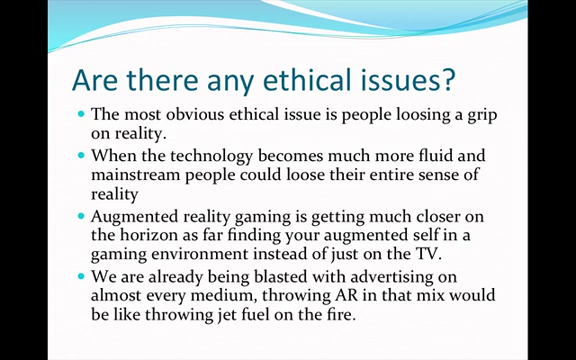 Are there any ethical issues?
The most obvious ethical issue is people loosing a grip
on reality.
When the technology becomes much more fluid and
mainstream people could loose their entire sense of
reality
Augmented reality gaming is getting much closer on
the horizon as far finding your augmented self in a
gaming environment instead of just on the TV.
We are already being blasted with advertising on
almost every medium, throwing AR in that mix would
be like throwing jet fuel on the fire.